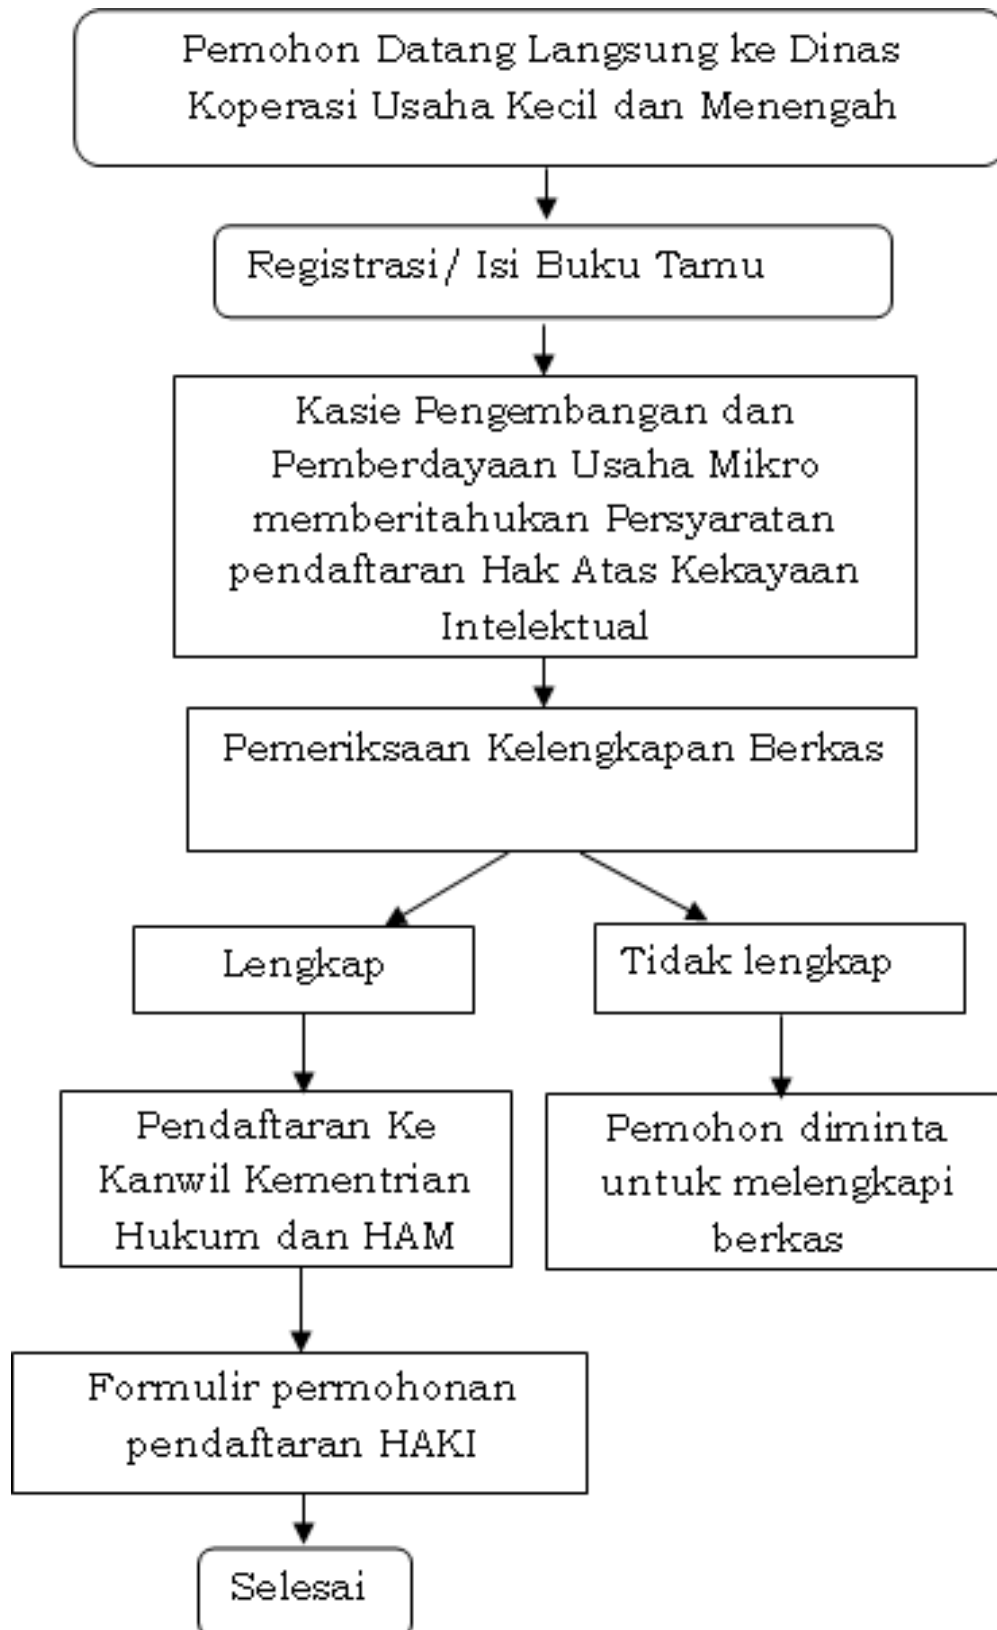 Pemohon Datang Langsung ke Dinas
Koperasi Usaha Kecil dan Menengah
Registrasi/ Isi Buku Tamu
Kasie Pengembangan dan
Pemberdayaan Usaha Mikro
memberitahukan Persyaratan
pendaftaran Hak Atas Kekayaan
Intelektual
Pemeriksaan Kelengkapan Berkas
Lengkap
Tidak lengkap
Pendaftaran Ke
Kanwil Kementrian
Hukum dan HAM
Pemohon diminta
untuk melengkapi
berkas
Formulir permohonan
pendaftaran HAKI
Selesai